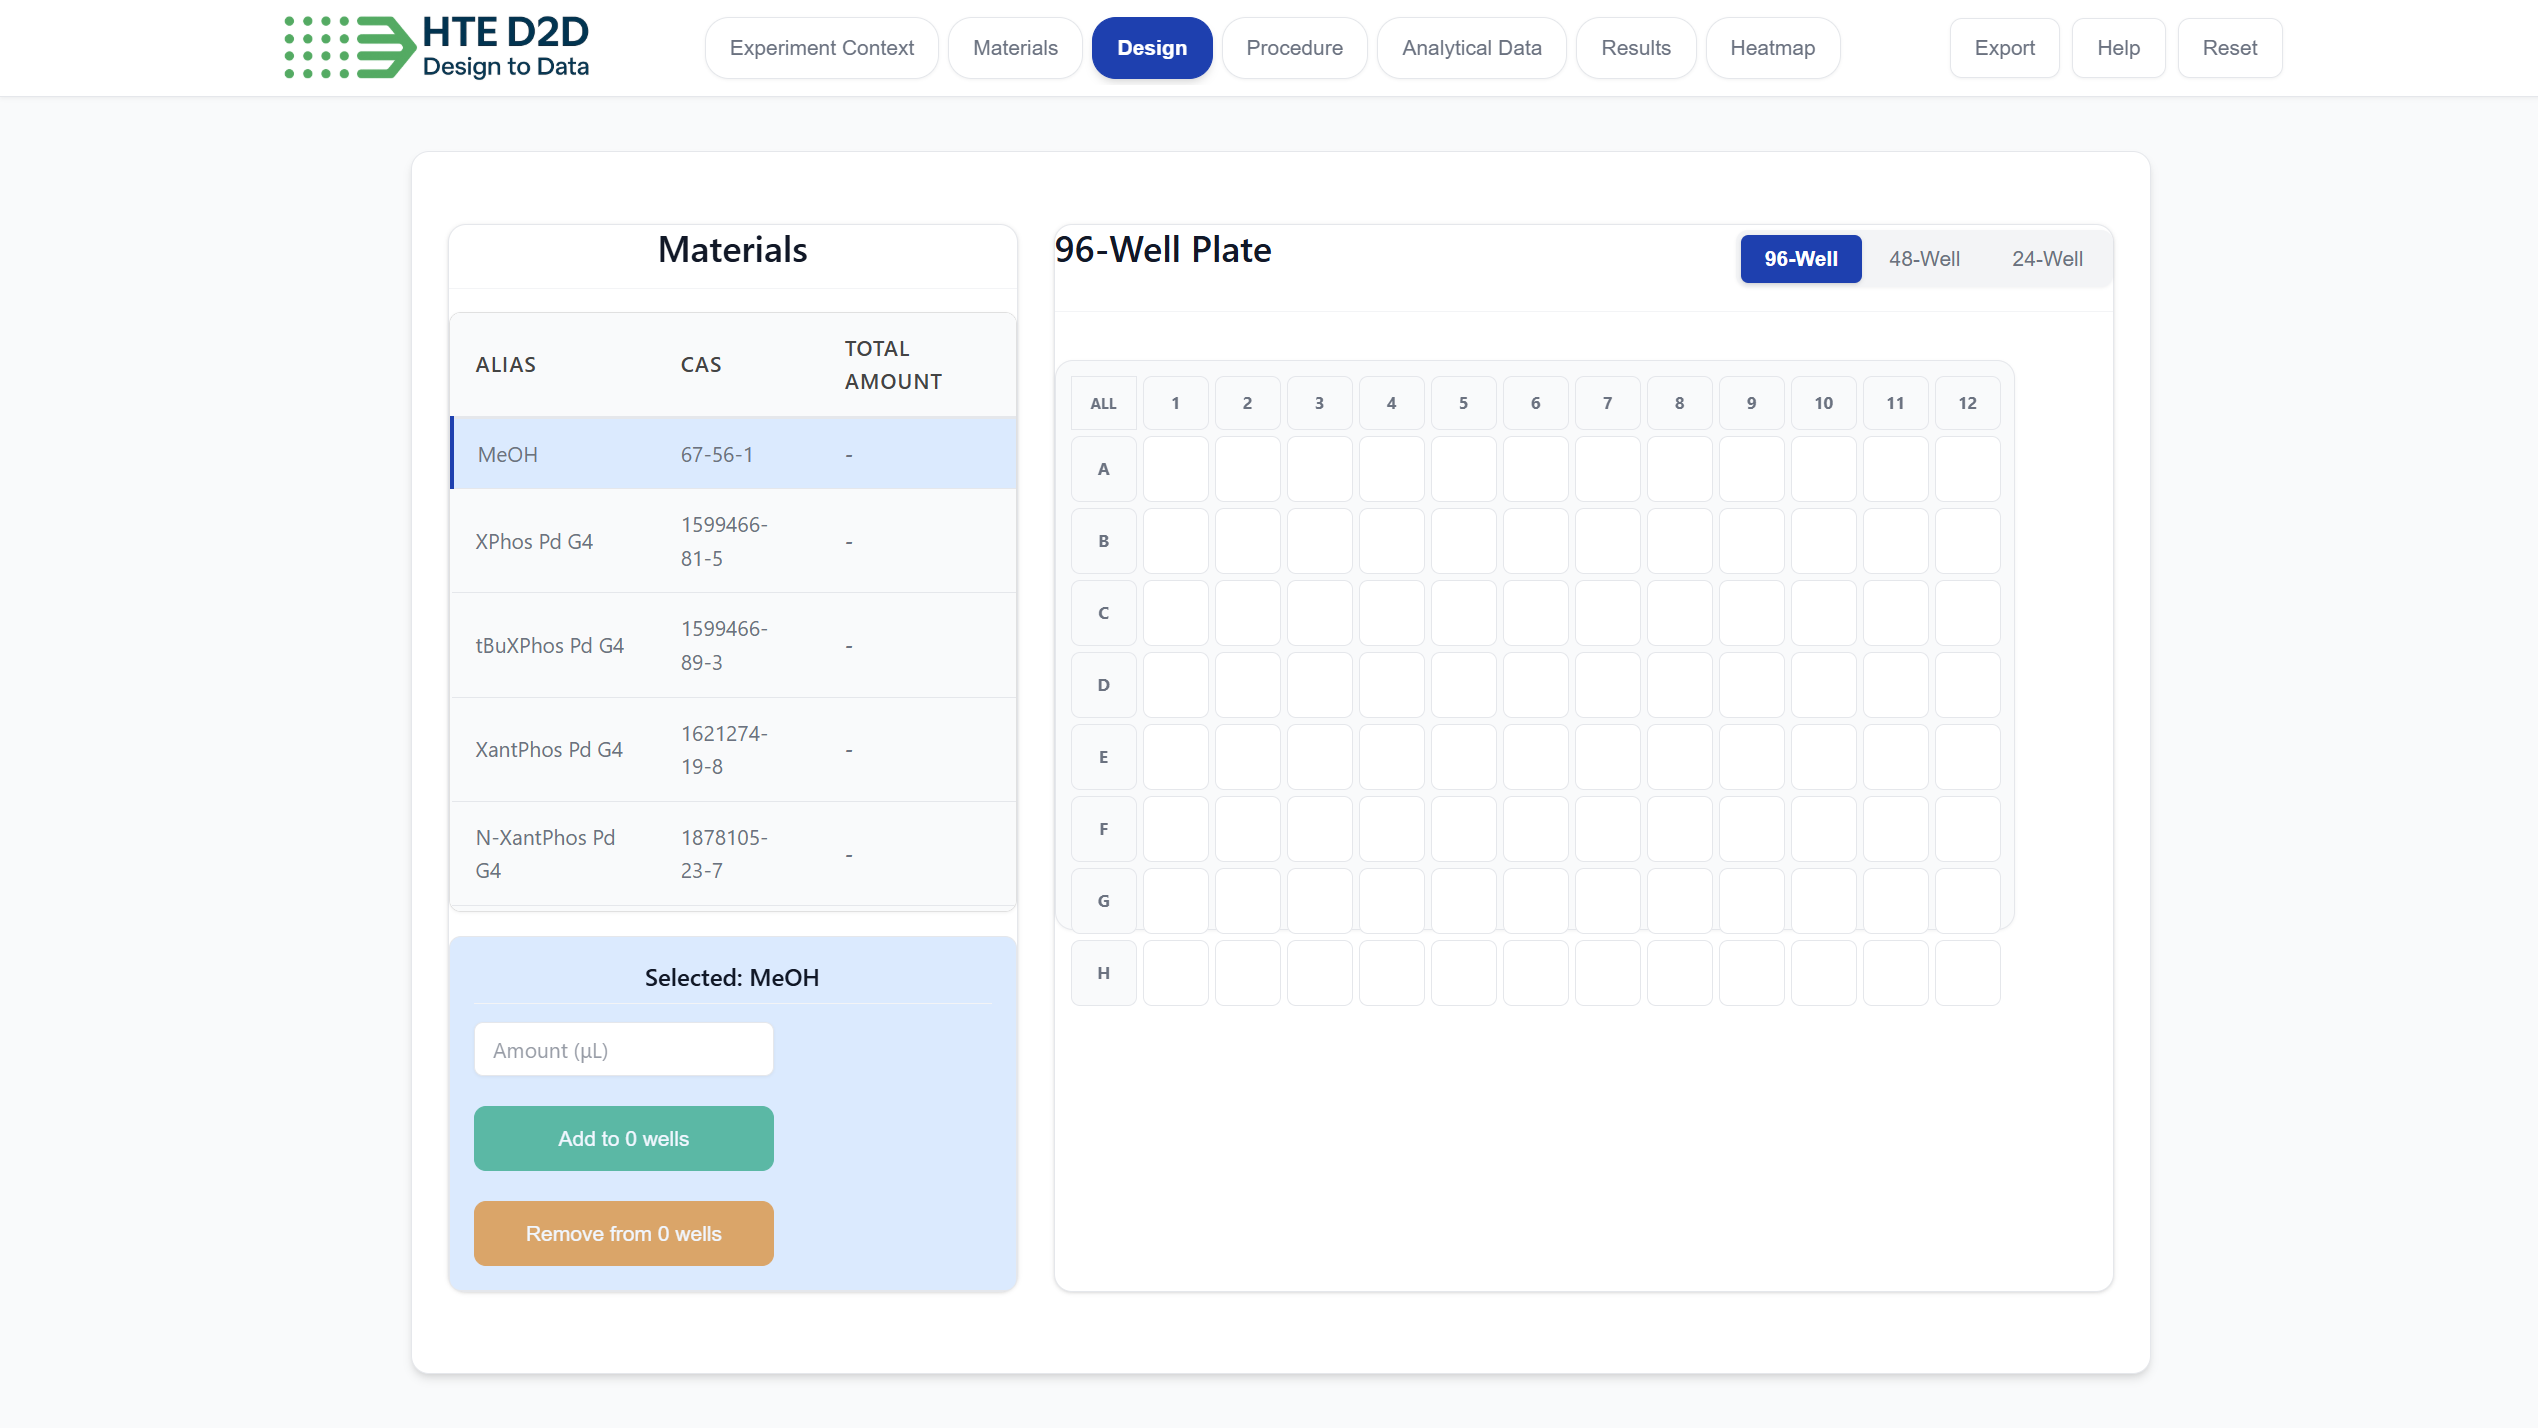 HTE D2D
Design to Data
Experiment Context
Materials
Design
Procedure
Analytical Data
Results
Heatmap
Export
Help
Reset
Materials
ALIAS
CAS
TOTAL
AMOUNT
MeOH
67-56-1
-
XPhos Pd G4
1599466-
81-5
-
tBuXPhos Pd G4
1599466-
89-3
-
XantPhos Pd G4
1621274-
19-8
-
N-XantPhos Pd
G4
1878105-
23-7
-
Selected: MeOH
Amount (μL)
Add to 0 wells
Remove from 0 wells
96-Well Plate
96-Well
48-Well
24-Well
ALL 1 2 3 4 5 6 7 8 9 10 11 12
A
B
C
D
E
F
G
H